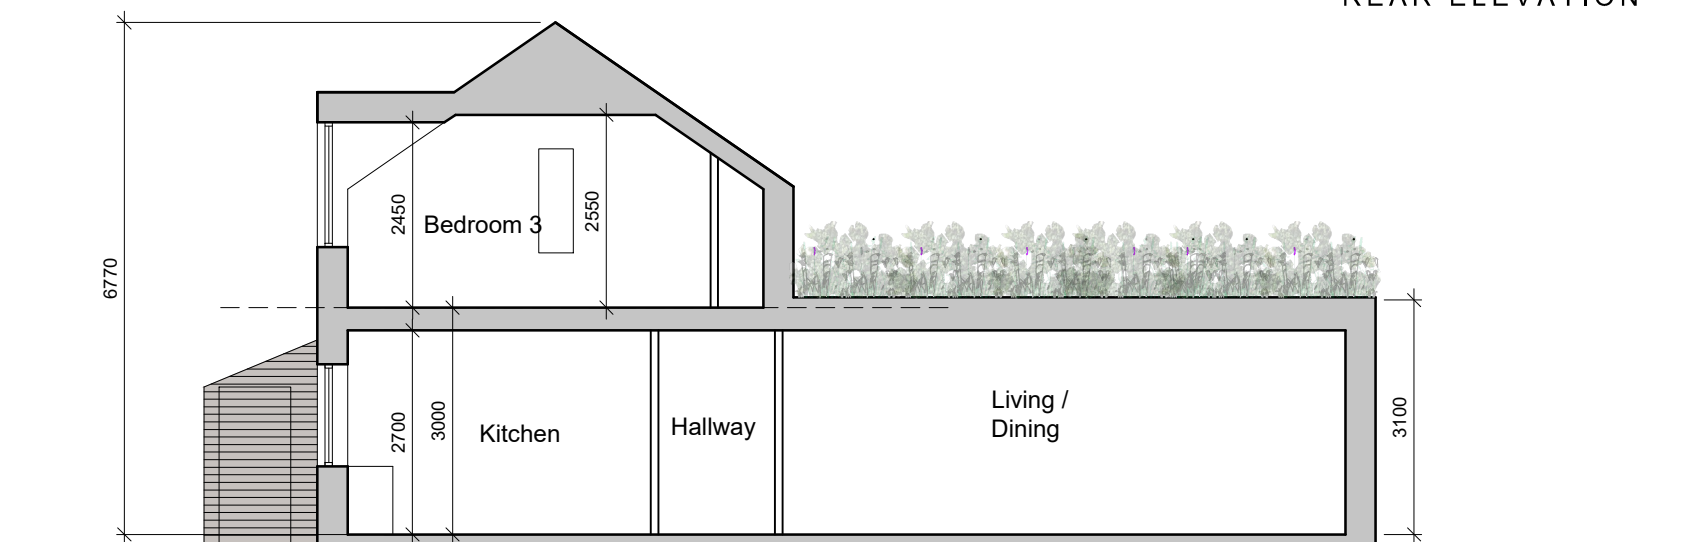 REAR ELEVATION
6770
2450
Bedroom 3
2550
2700
3000
Kitchen
Hallway
Living /
Dining
3100